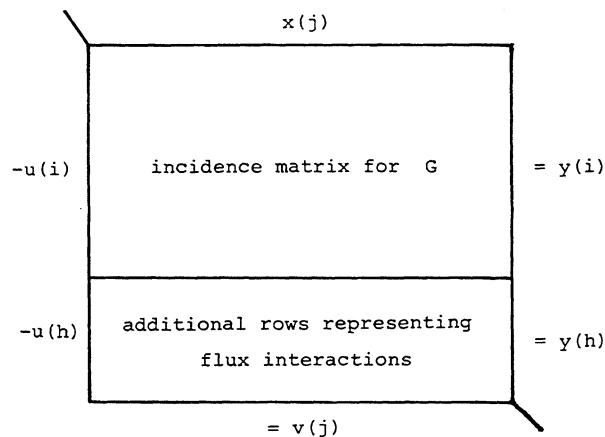 x(j)
-u(i)
incidence matrix for G
= y(i)
-u(h)
additional rows representing
flux interactions
= y(h)
= v(j)